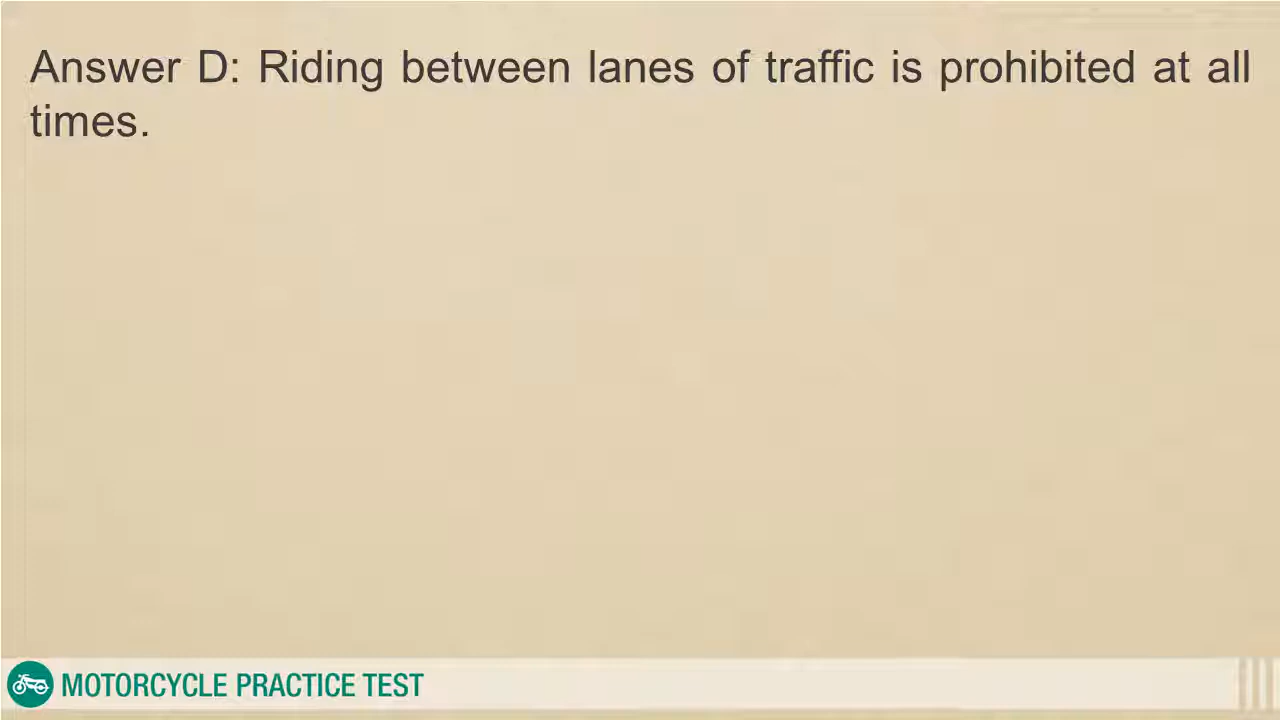 Answer D: Riding between lanes of traffic is prohibited at all
times.
MOTORCYCLE PRACTICE TEST